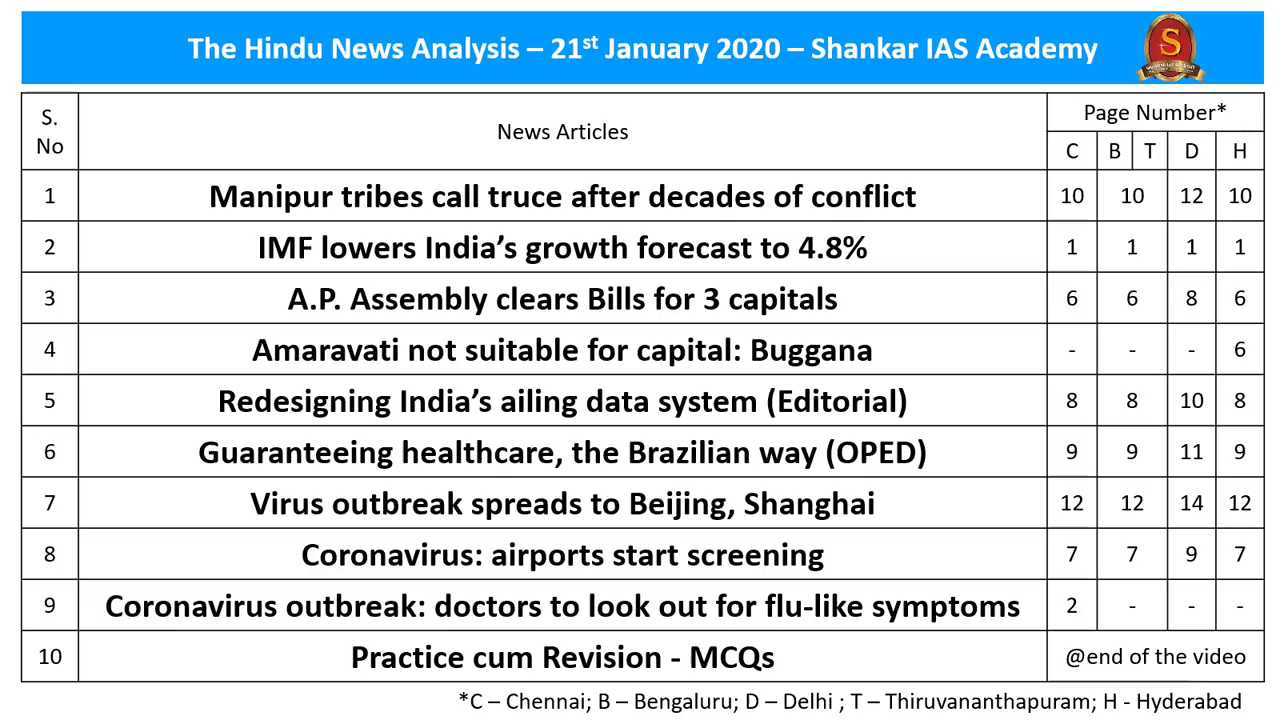 The Hindu News Analysis – 21st January 2020 – Shankar IAS Academy
S
S. No News Articles Page Number*
C B T D H
1 Manipur tribes call truce after decades of conflict 10 10 12 10
2 IMF lowers India's growth forecast to 4.8% 1 1 1 1
3 A.P. Assembly clears Bills for 3 capitals 6 6 8 6
4 Amaravati not suitable for capital: Buggana - - - 6
5 Redesigning India's ailing data system (Editorial) 8 8 10 8
6 Guaranteeing healthcare, the Brazilian way (OPED) 9 9 11 9
7 Virus outbreak spreads to Beijing, Shanghai 12 12 14 12
8 Coronavirus: airports start screening 7 7 9 7
9 Coronavirus outbreak: doctors to look out for flu-like symptoms 2 - - -
10 Practice cum Revision - MCQs @end of the video
*C – Chennai; B – Bengaluru; D – Delhi ; T – Thiruvananthapuram; H - Hyderabad